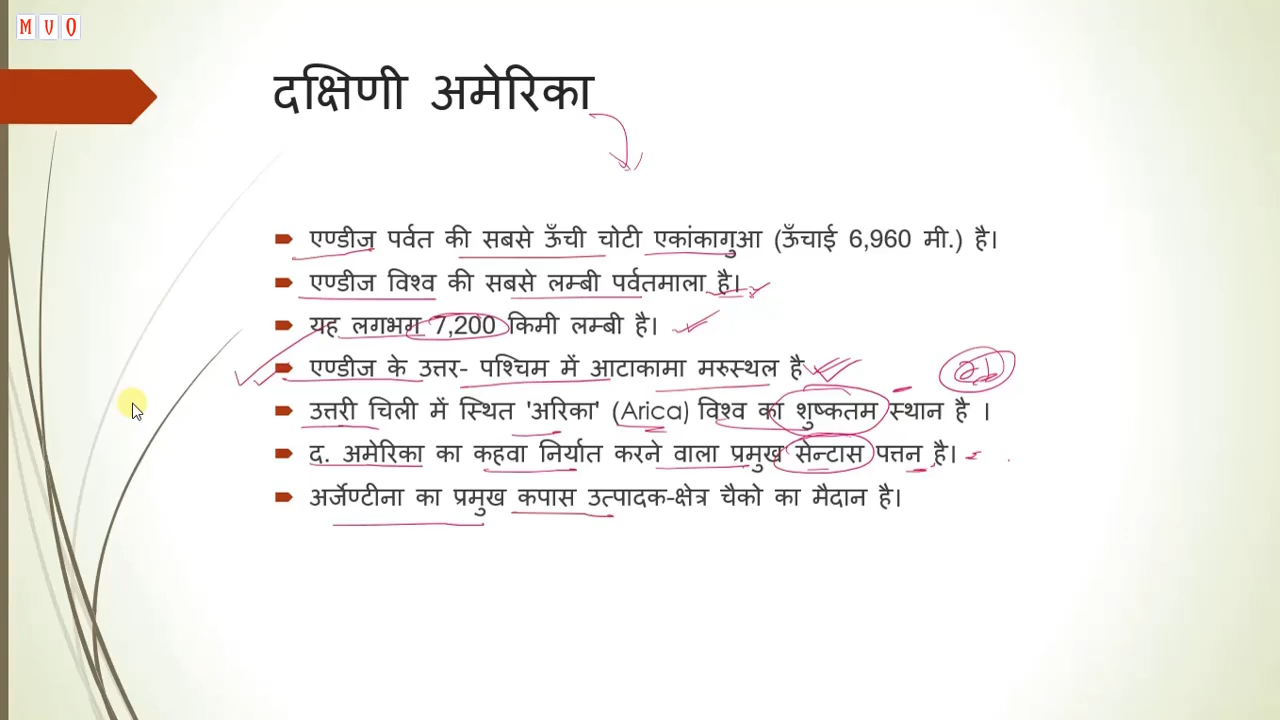 M V O
दक्षिणी अमेरिका
एण्डीज़ पर्वत की सबसे ऊँची चोटी एकांकागुआ (ऊँचाई 6,960 मी.) है।
एण्डीज विश्व की सबसे लम्बी पर्वतमाला है।
यह लगभग 7,200 किमी लम्बी है।
एण्डीज के उत्तर- पश्चिम में आटाकामा मरुस्थल है
उत्तरी चिली में स्थित 'अरिका' (Arica) विश्व का शुष्कतम स्थान है ।
द. अमेरिका का कहवा निर्यात करने वाला प्रमुख सेन्टास पत्तन है।
अर्जेण्टीना का प्रमुख कपास उत्पादक-क्षेत्र चैको का मैदान है।